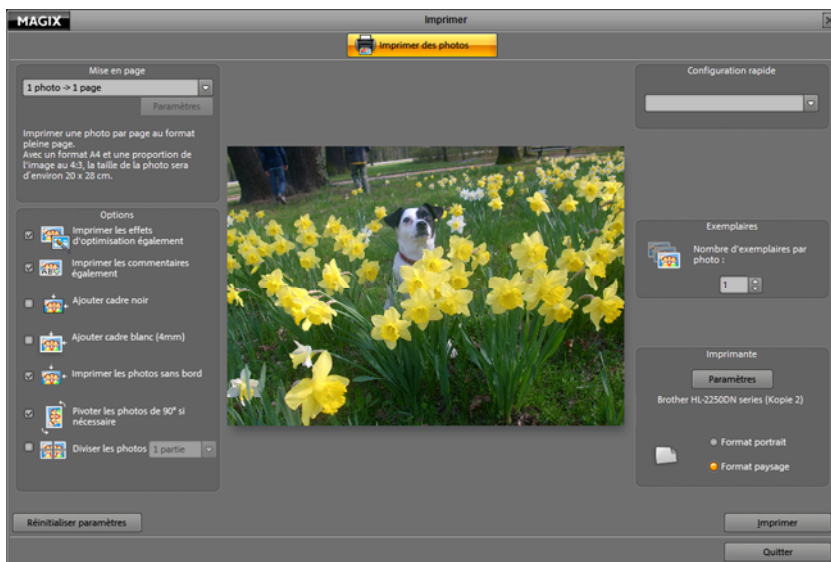 MAGIX
Imprimer
Imprimer des photos
Mise en page
1 photo -> 1 page
Paramètres
Imprimer une photo par page au format
pleine page.
Avec un format A4 et une proportion de
l'image au 4:3, la taille de la photo sera
d'environ 20 x 28 cm.
Options
Imprimer les effets
d'optimisation également
Imprimer les commentaires
également
Ajouter cadre noir
Ajouter cadre blanc (4mm)
Imprimer les photos sans bord
Pivoter les photos de 90° si
nécessaire
Diviser les photos 1 partie
Réinitialiser paramètres
Configuration rapide
Exemplaires
Nombre d'exemplaires par
photo :
1
Imprimante
Paramètres
Brother HL-2250DN series (Kopie 2)
Format portrait
Format paysage
Imprimer
Quitter